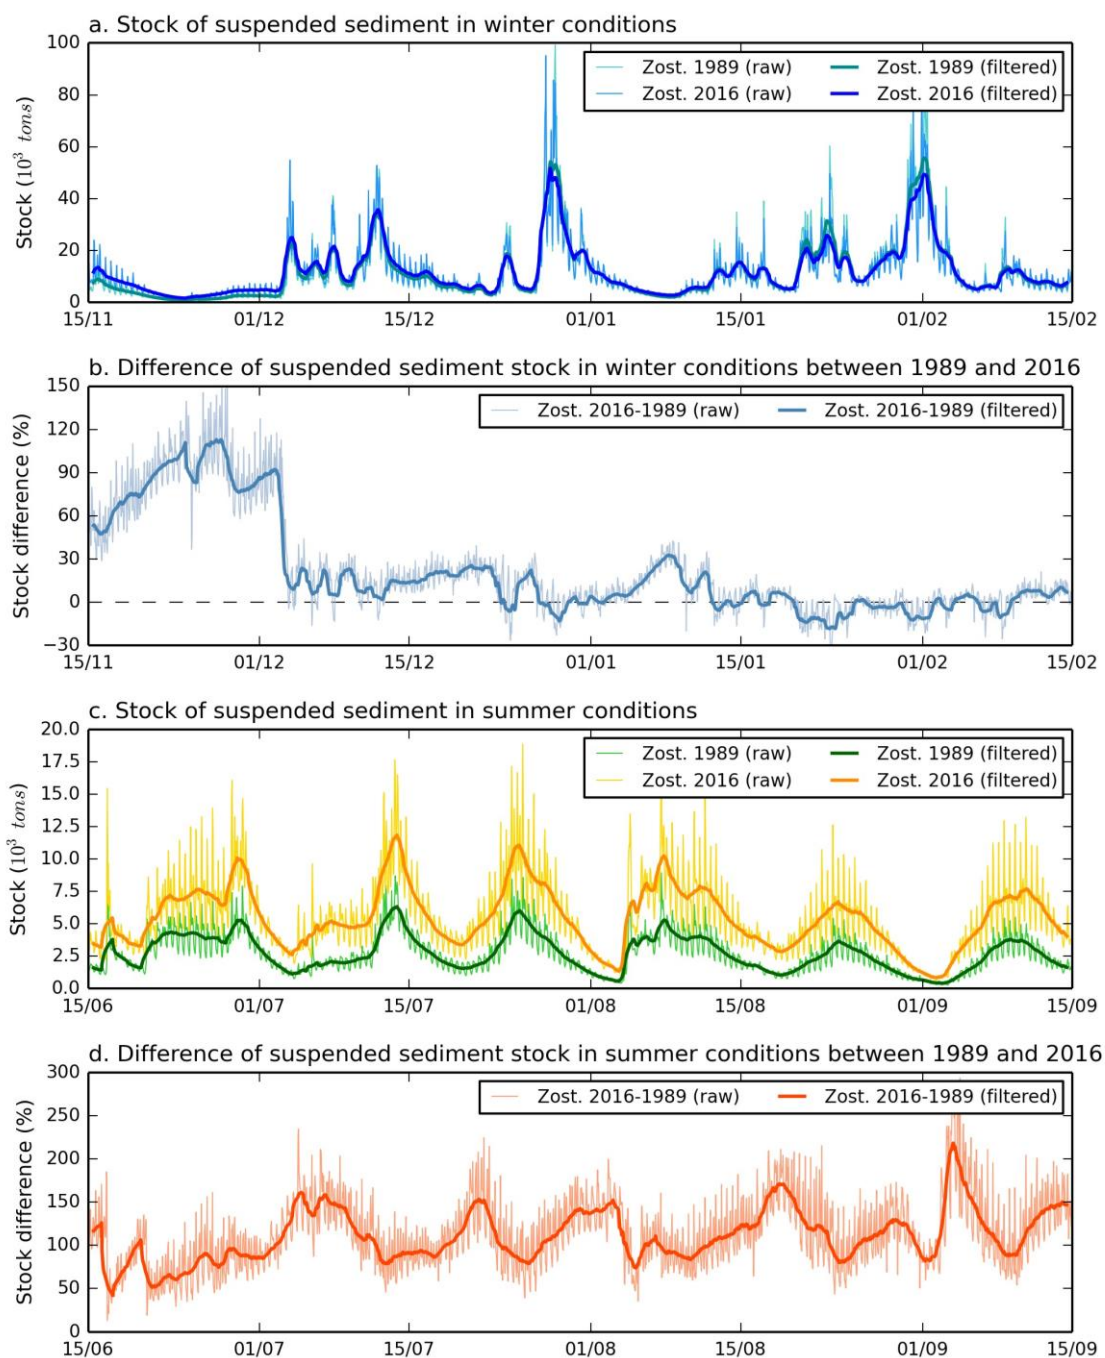 a. Stock of suspended sediment in winter conditions
Stock (10³ tons)
100
80
60
40
20
0
Zost. 1989 (raw) Zost. 1989 (filtered)
Zost. 2016 (raw) Zost. 2016 (filtered)
15/11 01/12 15/12 01/01 15/01 01/02 15/02
b. Difference of suspended sediment stock in winter conditions between 1989 and 2016
Stock difference (%)
150
120
90
60
30
0
−30
Zost. 2016-1989 (raw) Zost. 2016-1989 (filtered)
15/11 01/12 15/12 01/01 15/01 01/02 15/02
c. Stock of suspended sediment in summer conditions
Stock (10³ tons)
20.0
17.5
15.0
12.5
10.0
7.5
5.0
2.5
0.0
Zost. 1989 (raw) Zost. 1989 (filtered)
Zost. 2016 (raw) Zost. 2016 (filtered)
15/06 01/07 15/07 01/08 15/08 01/09 15/09
d. Difference of suspended sediment stock in summer conditions between 1989 and 2016
Stock difference (%)
300
250
200
150
100
50
0
Zost. 2016-1989 (raw) Zost. 2016-1989 (filtered)
15/06 01/07 15/07 01/08 15/08 01/09 15/09